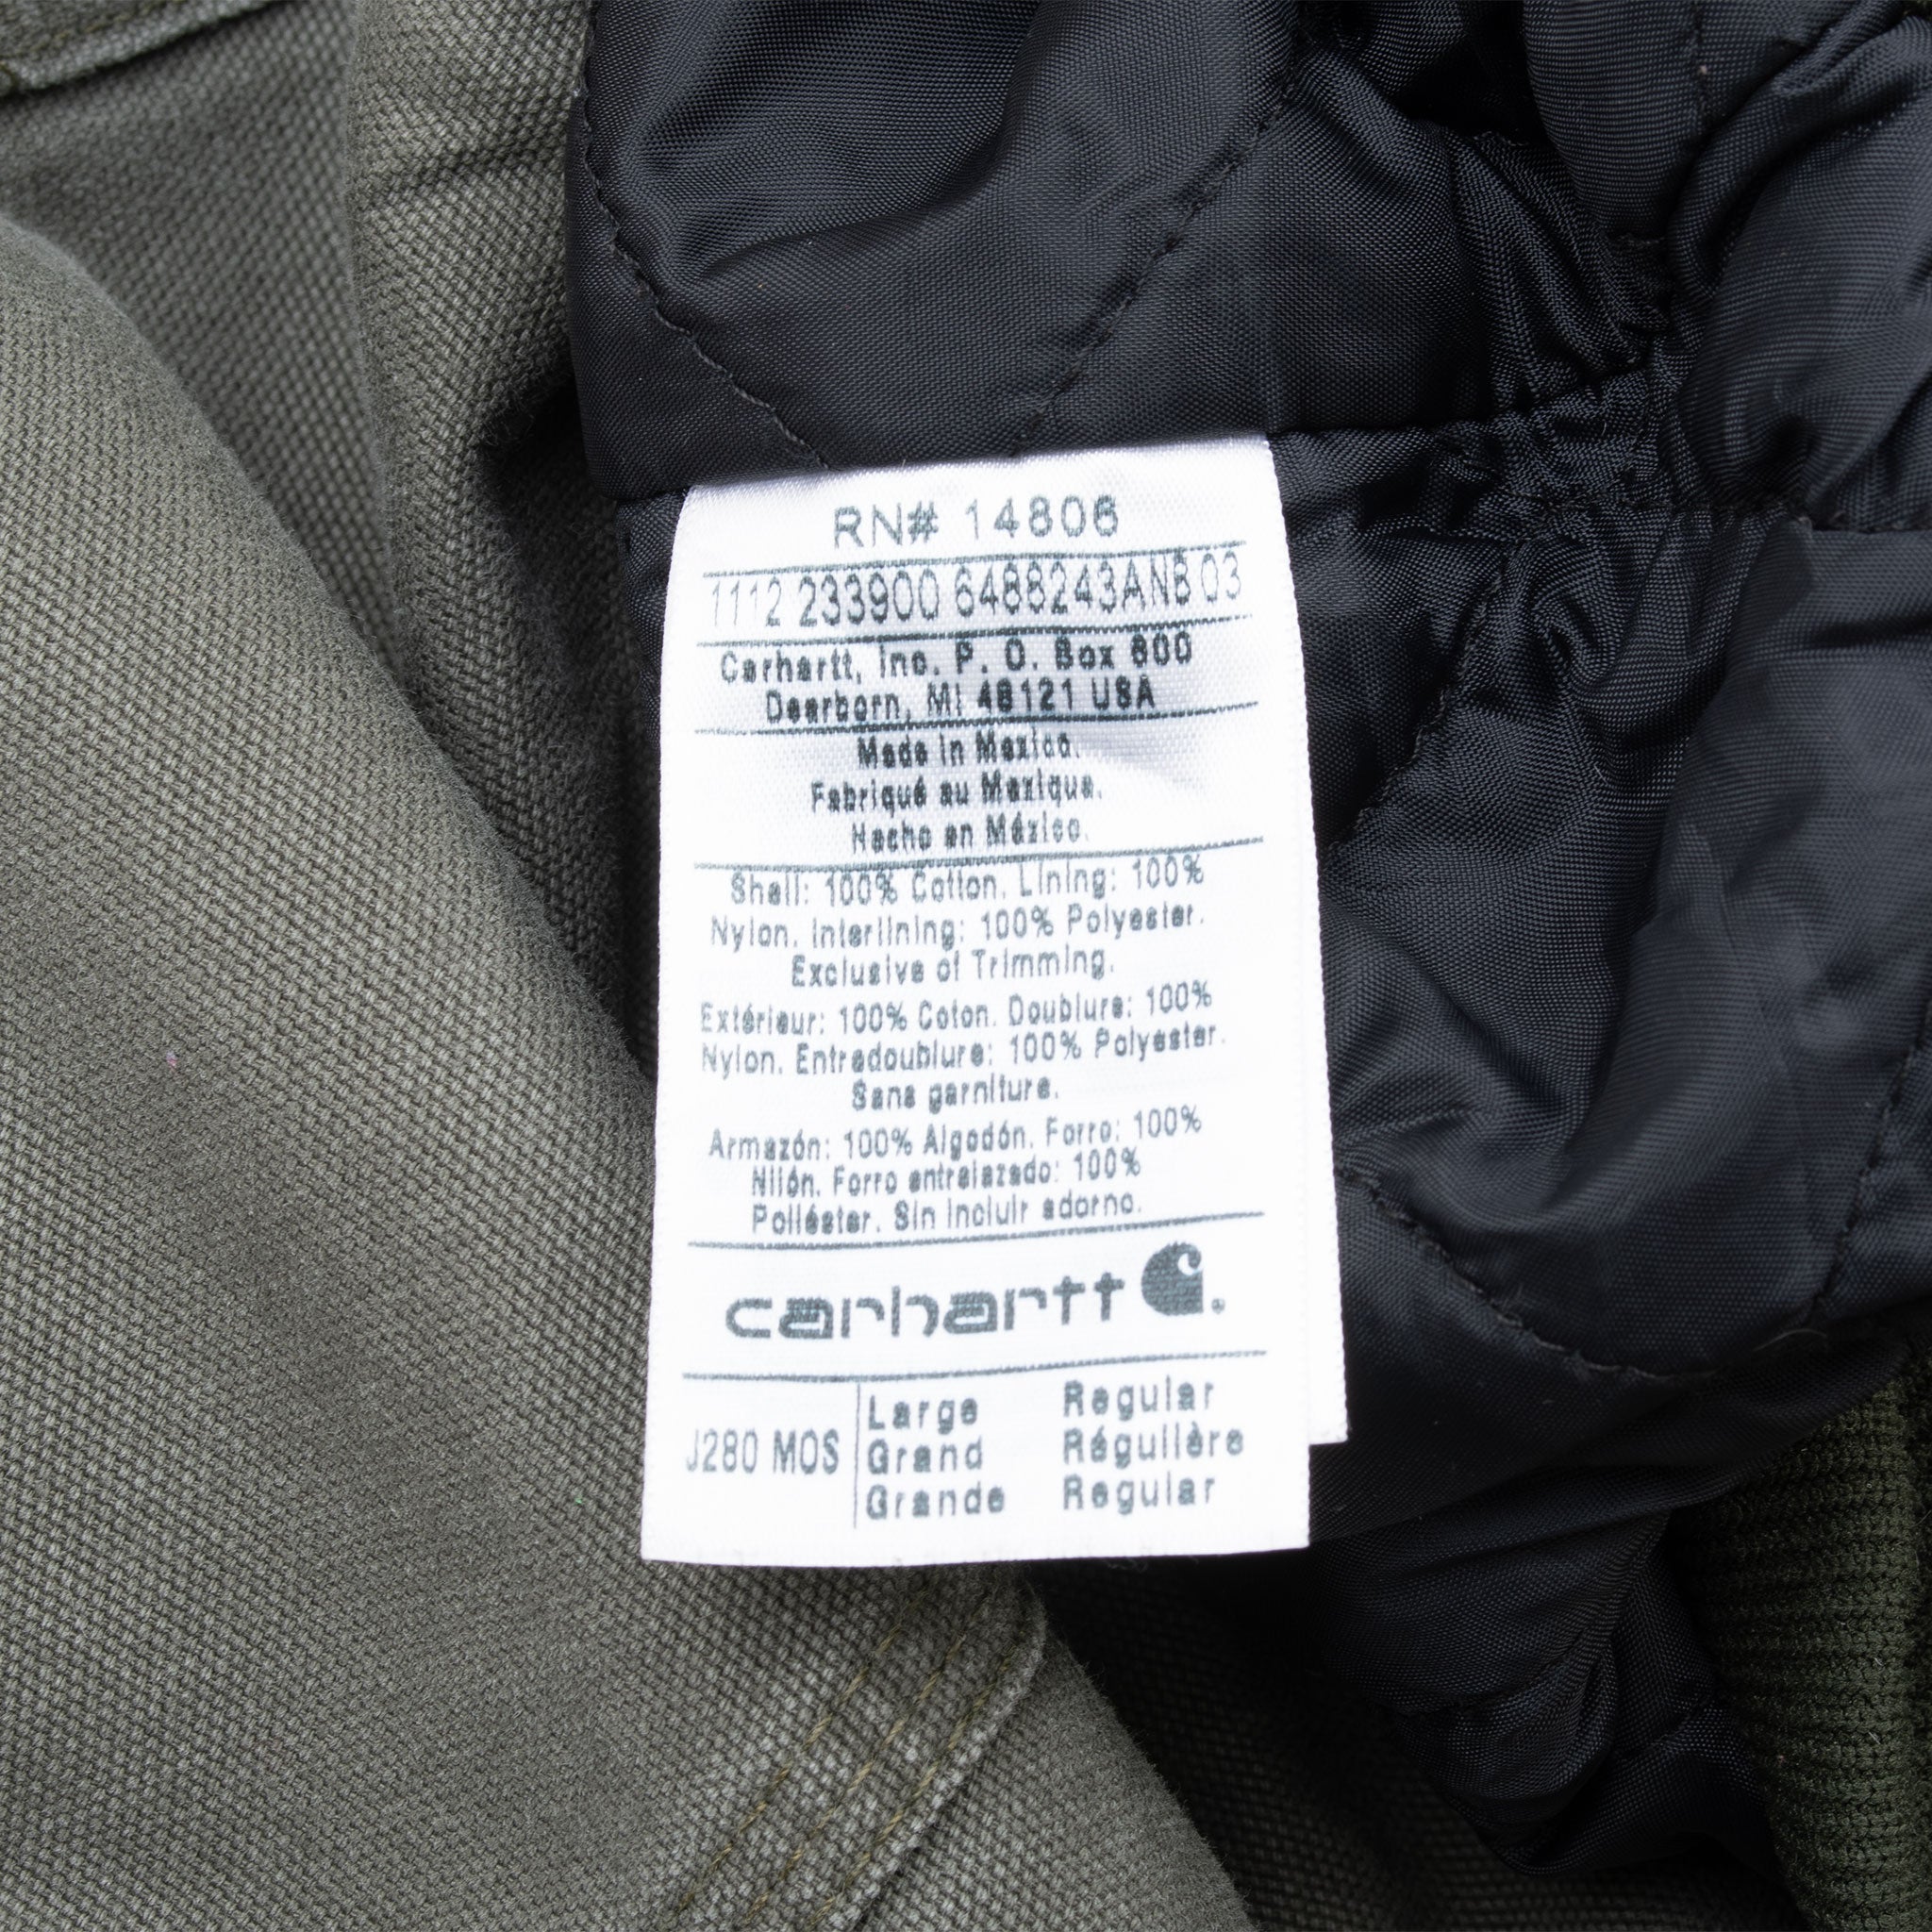 RN# 14806
1112 233900 6488243ANB 03
Carhartt, Inc. P. O. Box 600
Dearborn, MI 48121 USA
Made in Mexico.
Fabriqué au Mexique.
Hecho en México.
Shell: 100% Cotton. Lining: 100%
Nylon. Interlining: 100% Polyester.
Exclusive of Trimming.
Extérieur: 100% Coton. Doublure: 100%
Nylon. Entredoublure: 100% Polyester.
Sans garniture.
Armazón: 100% Algodón. Forro: 100%
Nilón. Forro entrelazado: 100%
Poliéster. Sin incluir adorno.
carhartt
J280 MOS
Large Regular
Grand Régulière
Grande Regular